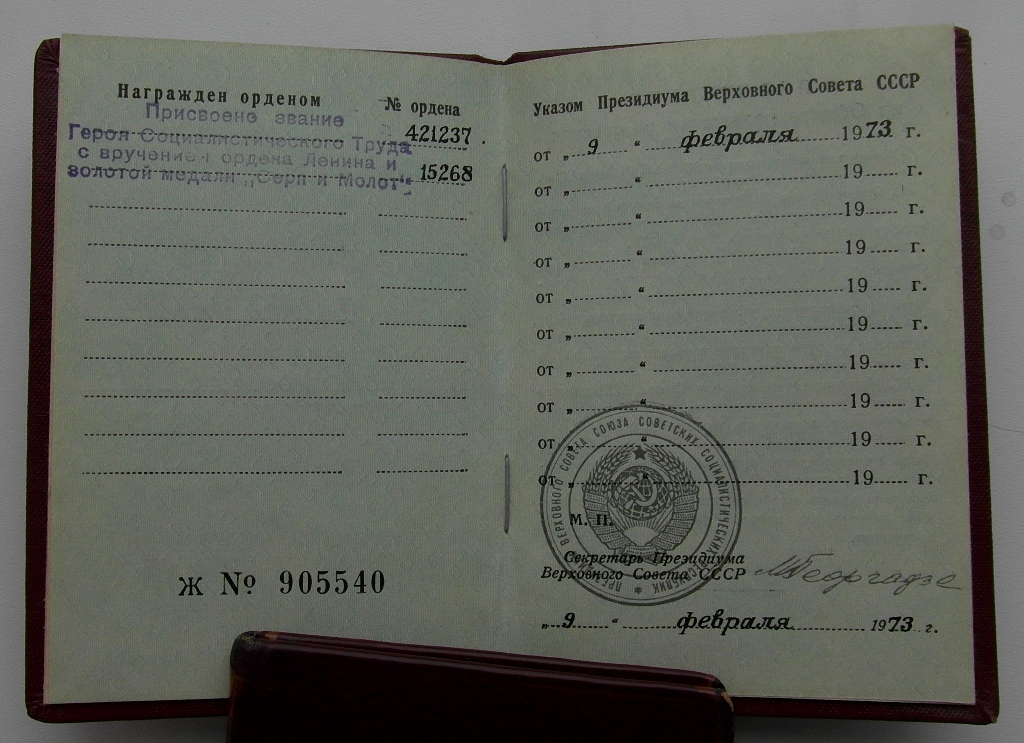 Награжден орденом № ордена
Присвоено звание
Героя Социалистического Труда 421237.
с вручением ордена Ленина и
золотой медали „Серп и Молот“ 15268
Ж № 905540
Указом Президиума Верховного Совета СССР
от „ 9 “ февраля 1973 г.
от „ “ 19 г.
от „ “ 19 г.
от „ “ 19 г.
от „ “ 19 г.
от „ “ 19 г.
от „ “ 19 г.
от „ “ 19 г.
от „ “ 19 г.
от „ “ 19 г.
ВЕРХОВНОГО СОВЕТА СОЮЗА СОВЕТСКИХ СОЦИАЛИСТИЧЕСКИХ
М. П.
Секретарь Президиума
Верховного Совета СССР МГеоргадзе
„ 9 “ февраля 1973 г.